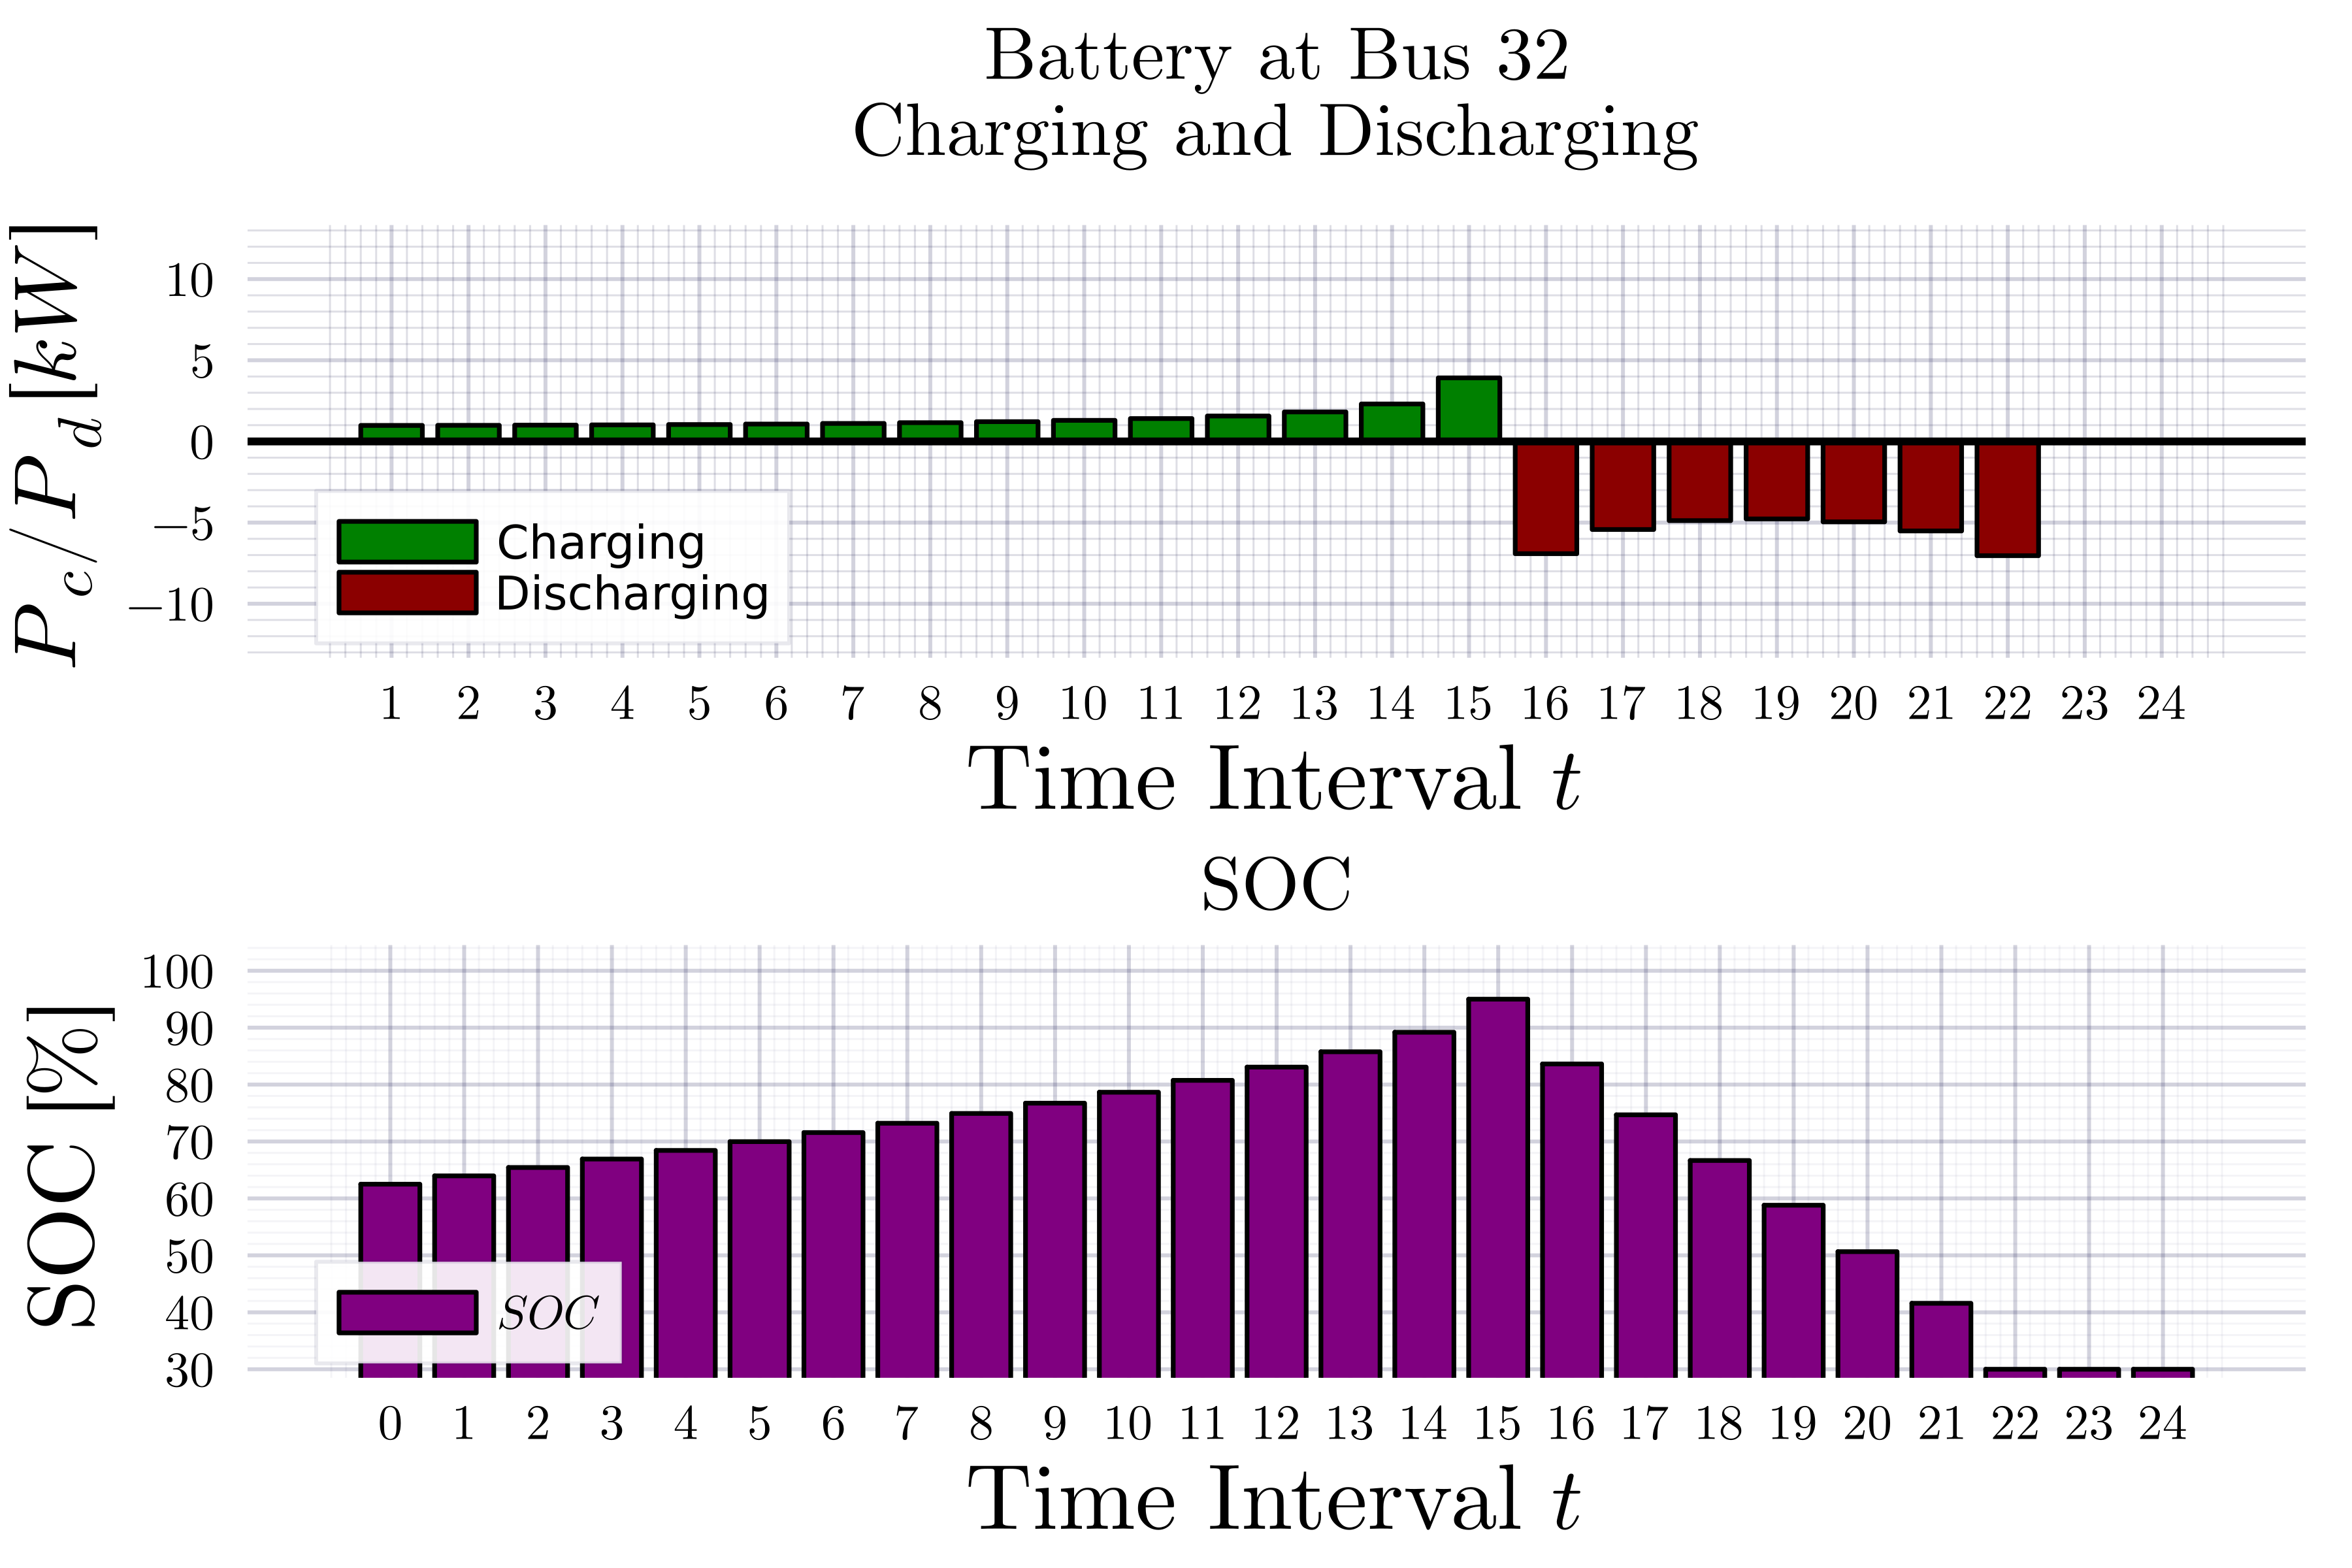 Battery at Bus 32
Charging and Discharging
P_c/P_d [kW]
10
5
0
−5
−10
Charging
Discharging
1 2 3 4 5 6 7 8 9 10 11 12 13 14 15 16 17 18 19 20 21 22 23 24
Time Interval t
SOC
SOC [%]
100
90
80
70
60
50
40
30
SOC
0 1 2 3 4 5 6 7 8 9 10 11 12 13 14 15 16 17 18 19 20 21 22 23 24
Time Interval t